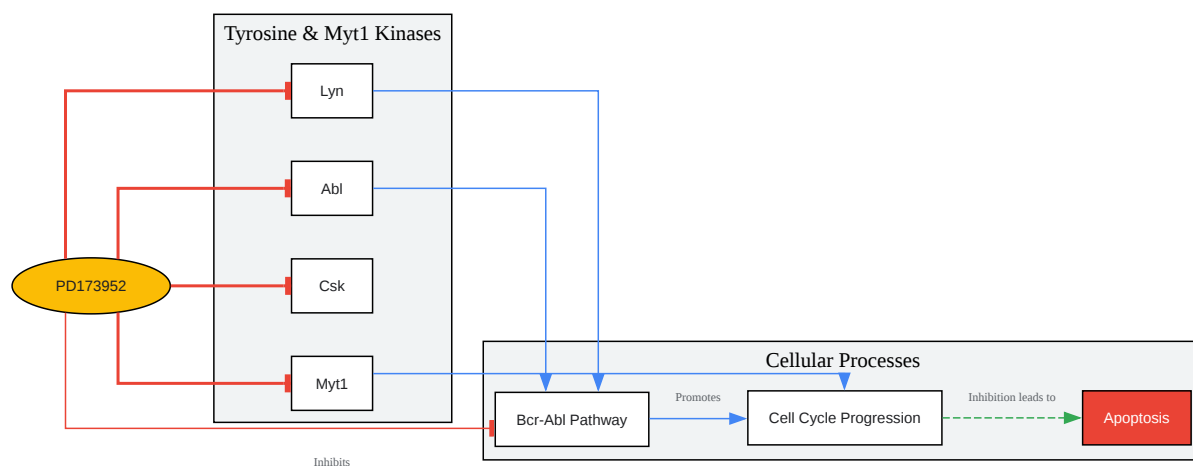 Tyrosine & Myt1 Kinases
Lyn
Abl
PD173952
Csk
Myt1
Cellular Processes
Bcr-Abl Pathway
Promotes
Cell Cycle Progression
Inhibition leads to
Apoptosis
Inhibits